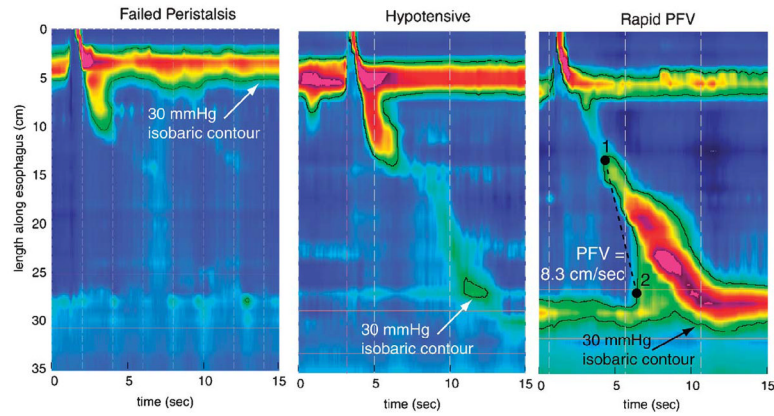 Failed Peristalsis
Hypotensive
Rapid PFV
length along esophagus (cm)
0
5
10
15
20
25
30
35
30 mmHg
isobaric contour
0
5
10
15
time (sec)
30 mmHg
isobaric contour
0
5
10
15
time (sec)
1
PFV =
8.3 cm/sec
2
30 mmHg
isobaric contour
0
5
10
15
time (sec)